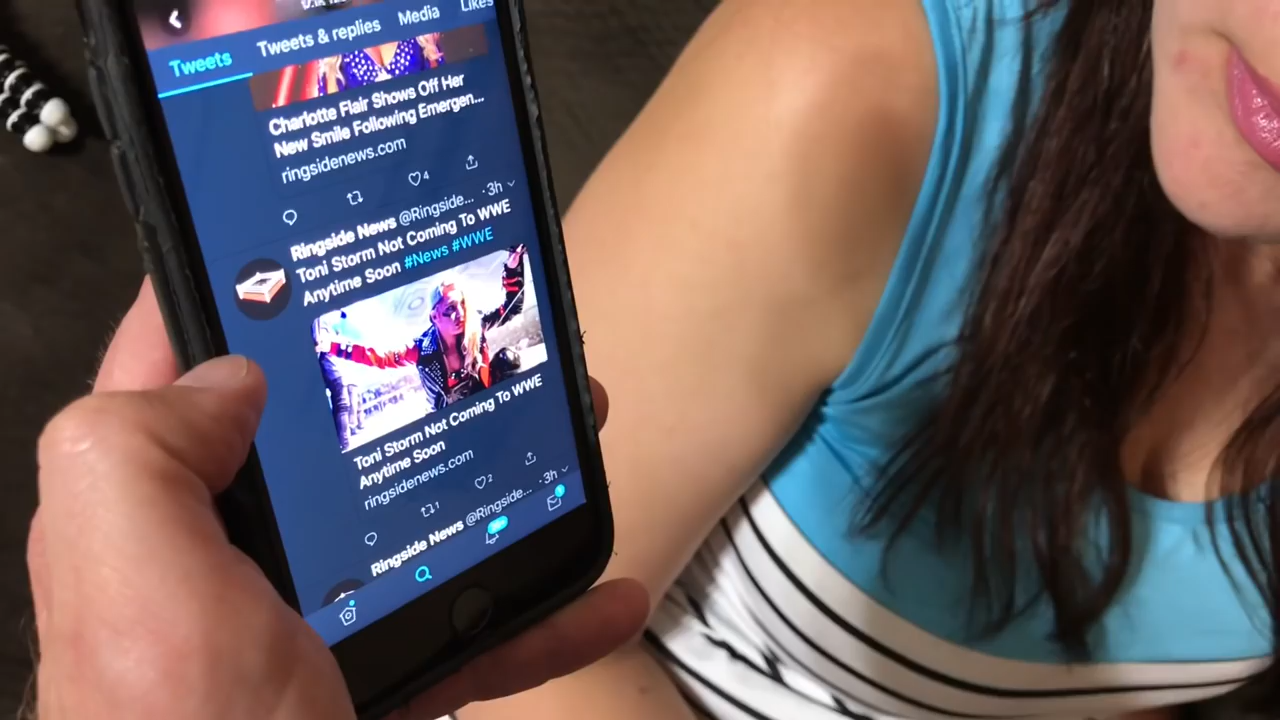 Tweets Tweets & replies Media Likes
Charlotte Flair Shows Off Her
New Smile Following Emergen...
ringsidenews.com
4
Ringside News @Ringside... · 3h
Toni Storm Not Coming To WWE
Anytime Soon #News #WWE
Toni Storm Not Coming To WWE
Anytime Soon
ringsidenews.com
1 2
Ringside News @Ringside... · 3h